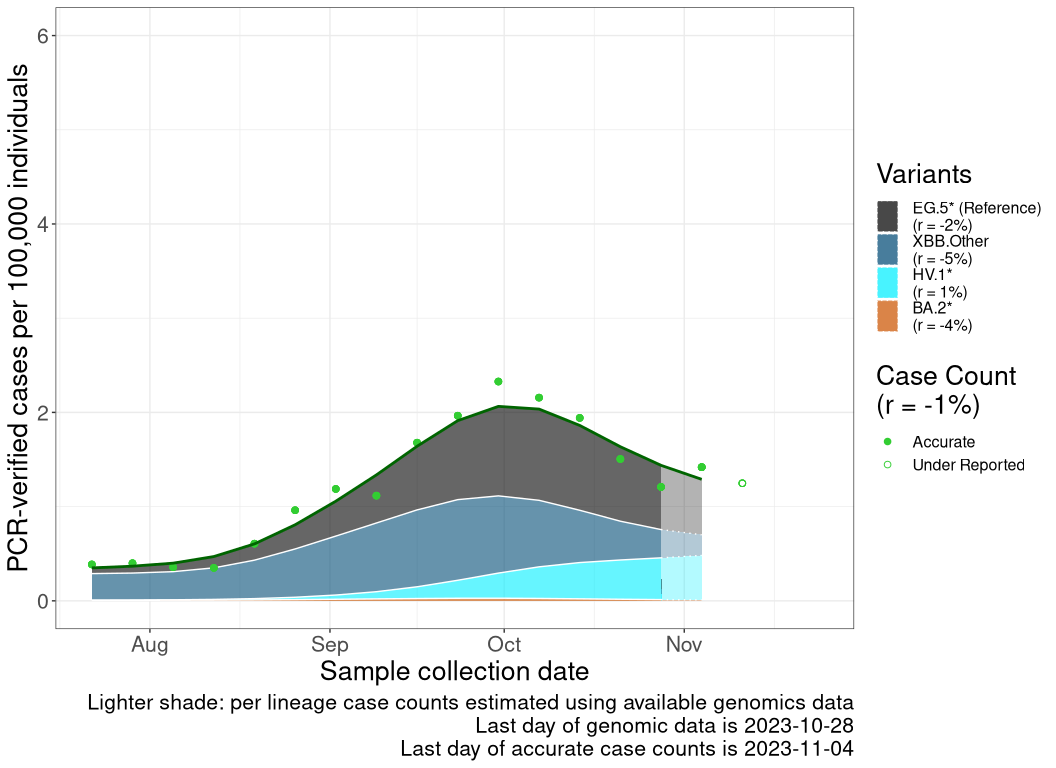 PCR-verified cases per 100,000 individuals
6
4
2
0
Aug Sep Oct Nov
Sample collection date
Lighter shade: per lineage case counts estimated using available genomics data
Last day of genomic data is 2023-10-28
Last day of accurate case counts is 2023-11-04
Variants
EG.5* (Reference)
(r = -2%)
XBB.Other
(r = -5%)
HV.1*
(r = 1%)
BA.2*
(r = -4%)
Case Count
(r = -1%)
Accurate
Under Reported